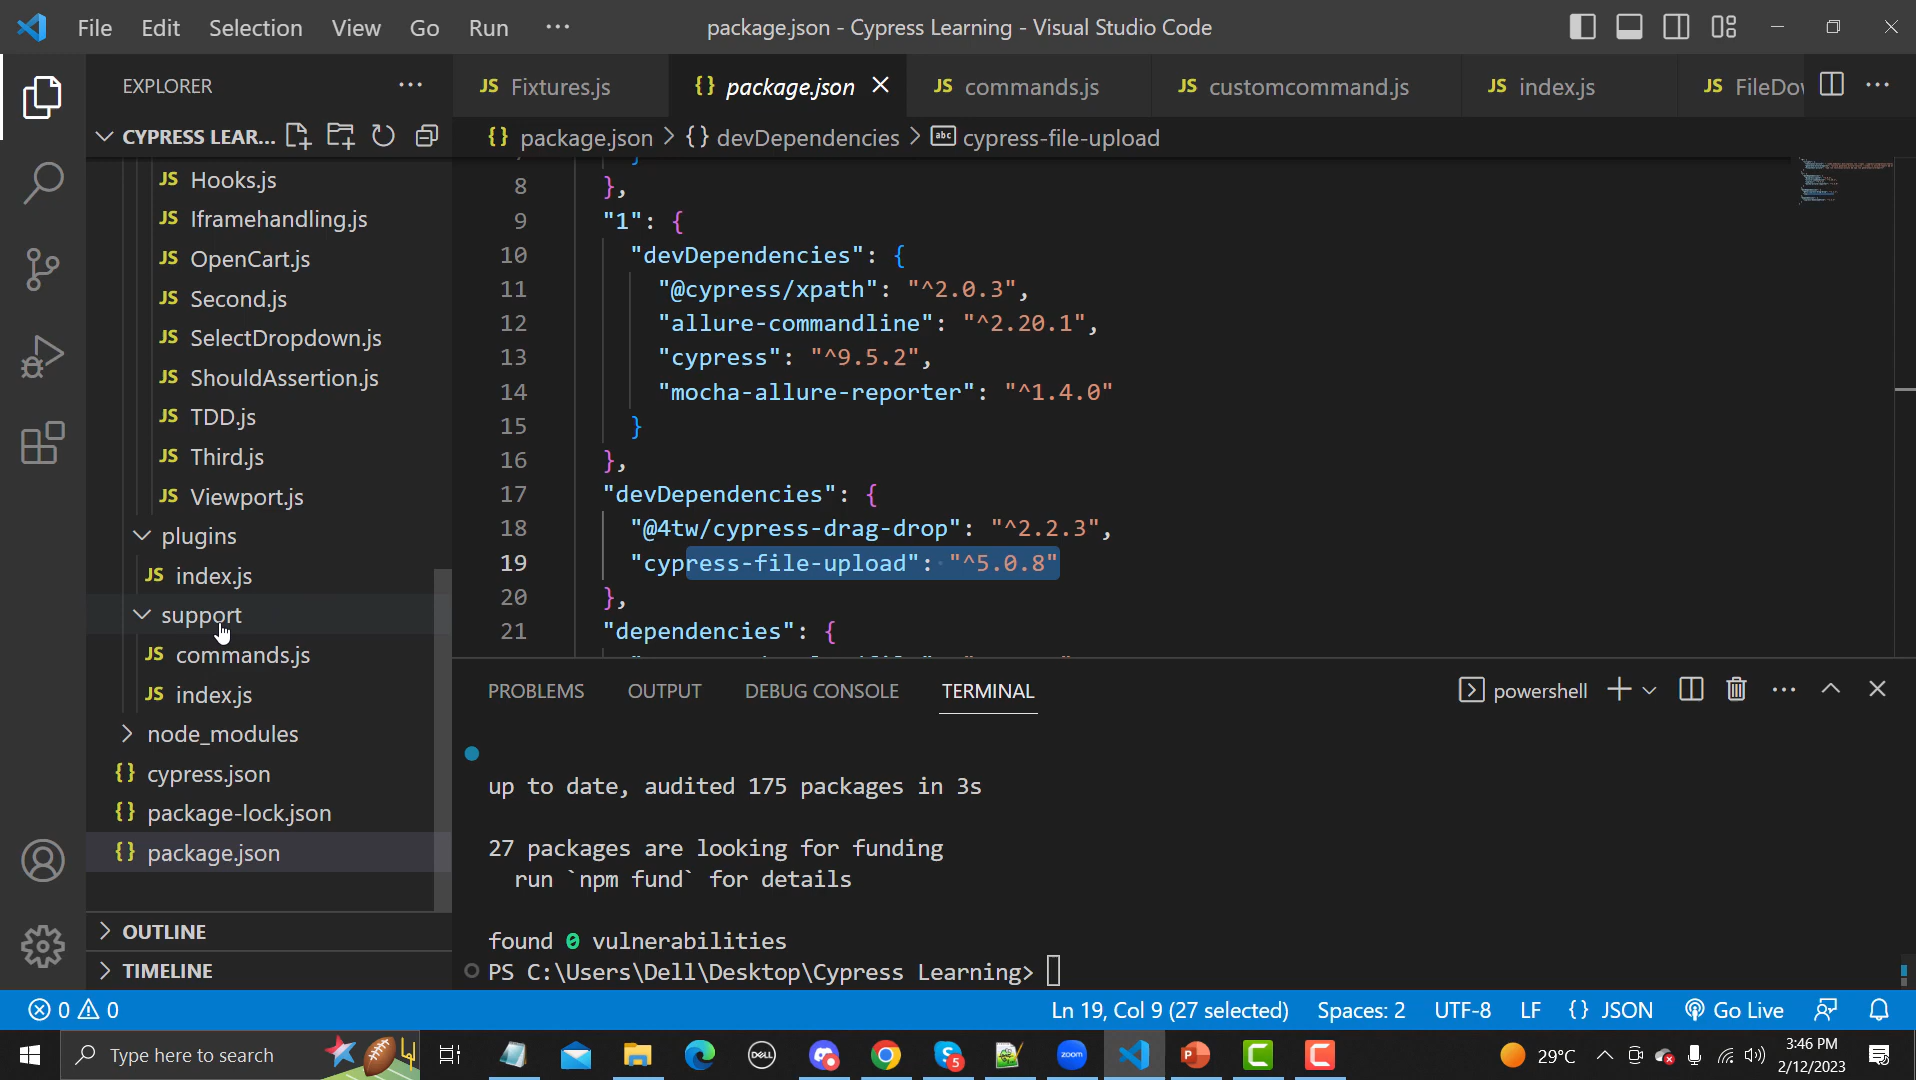 File Edit Selection View Go Run ···
package.json - Cypress Learning - Visual Studio Code
EXPLORER
CYPRESS LEAR...
JS Hooks.js
JS Iframehandling.js
JS OpenCart.js
JS Second.js
JS SelectDropdown.js
JS ShouldAssertion.js
JS TDD.js
JS Third.js
JS Viewport.js
plugins
JS index.js
support
JS commands.js
JS index.js
node_modules
{} cypress.json
{} package-lock.json
{} package.json
OUTLINE
TIMELINE
JS Fixtures.js
{} package.json
JS commands.js
JS customcommand.js
JS index.js
JS FileDow
{} package.json > {} devDependencies > abc cypress-file-upload
8 },
9 "1": {
10 "devDependencies": {
11 "@cypress/xpath": "^2.0.3",
12 "allure-commandline": "^2.20.1",
13 "cypress": "^9.5.2",
14 "mocha-allure-reporter": "^1.4.0"
15 }
16 },
17 "devDependencies": {
18 "@4tw/cypress-drag-drop": "^2.2.3",
19 "cypress-file-upload": "^5.0.8"
20 },
21 "dependencies": {
PROBLEMS OUTPUT DEBUG CONSOLE TERMINAL
powershell
up to date, audited 175 packages in 3s
27 packages are looking for funding
run `npm fund` for details
found 0 vulnerabilities
PS C:\Users\Dell\Desktop\Cypress Learning>
0 0
Ln 19, Col 9 (27 selected) Spaces: 2 UTF-8 LF {} JSON Go Live
Type here to search
DELL
S 5
zoom
P
C
C
29°C
3:46 PM
2/12/2023